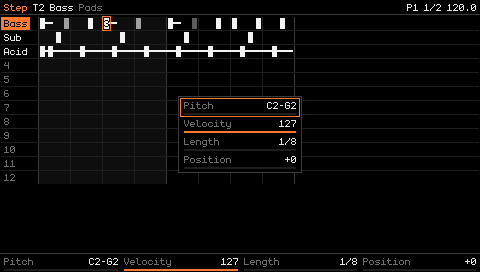 Step T2 Bass Pads P1 1/2 120.0
Bass
Sub
Acid
4
5
6
7
8
9
10
11
12
Pitch C2-G2
Velocity 127
Length 1/8
Position +0
Pitch C2-G2 Velocity 127 Length 1/8 Position +0